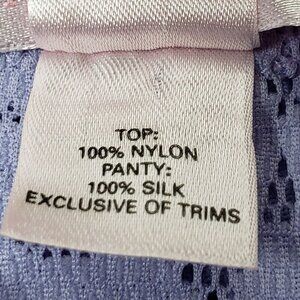 TOP:
100% NYLON
PANTY:
100% SILK
EXCLUSIVE OF TRIMS